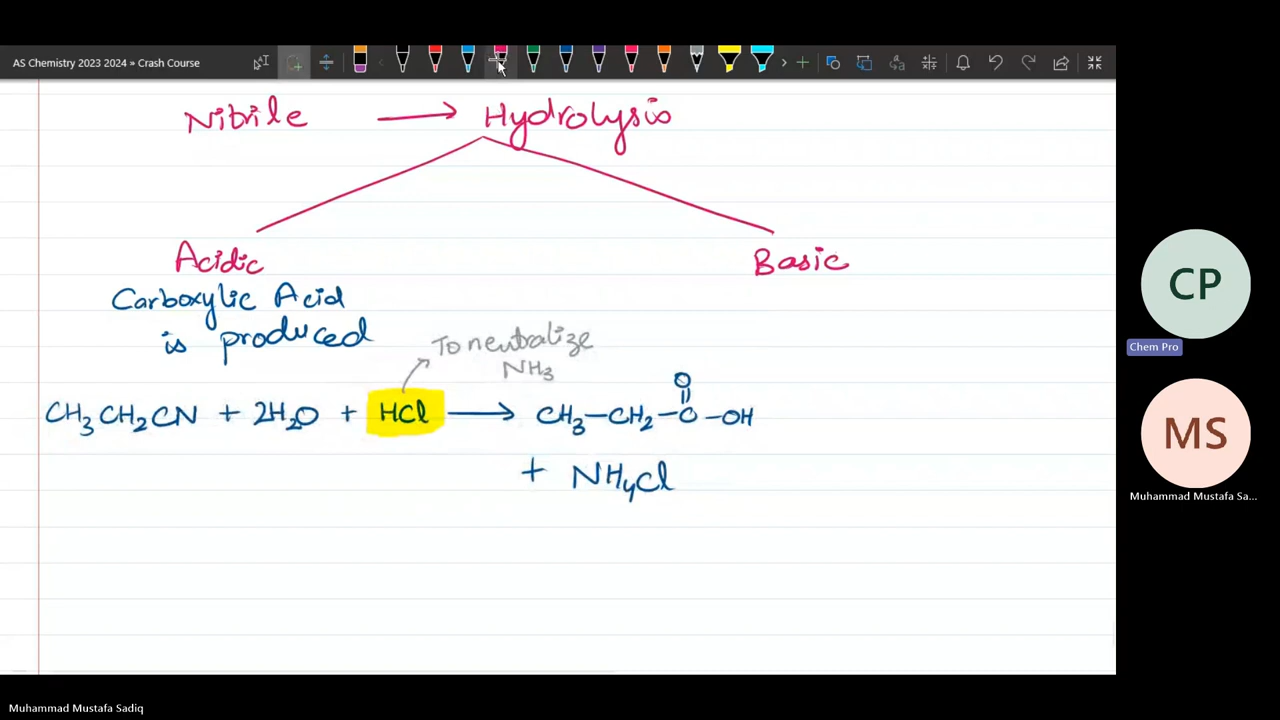 AS Chemistry 2023 2024 » Crash Course
Nitrile → Hydrolysis
Acidic
Basic
Carboxylic Acid
is produced
To neutralize
NH3
CH3CH2CN + 2H2O + HCl → CH3-CH2-C-OH
O
+ NH4Cl
CP
Chem Pro
MS
Muhammad Mustafa Sa...
Muhammad Mustafa Sadiq